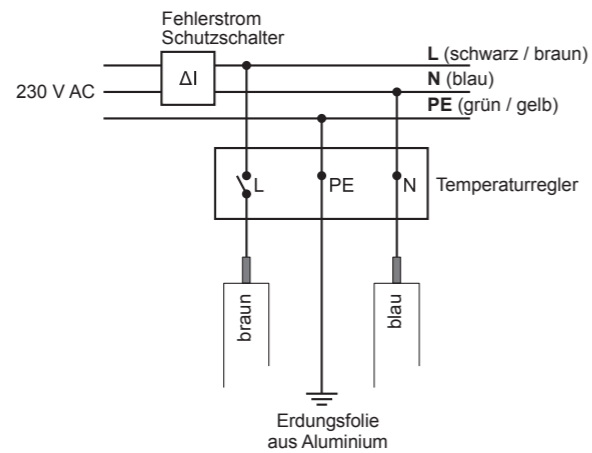 Fehlerstrom
Schutzschalter
L (schwarz / braun)
ΔI
N (blau)
230 V AC
PE (grün / gelb)
L
PE
N
Temperaturregler
braun
blau
Erdungsfolie
aus Aluminium